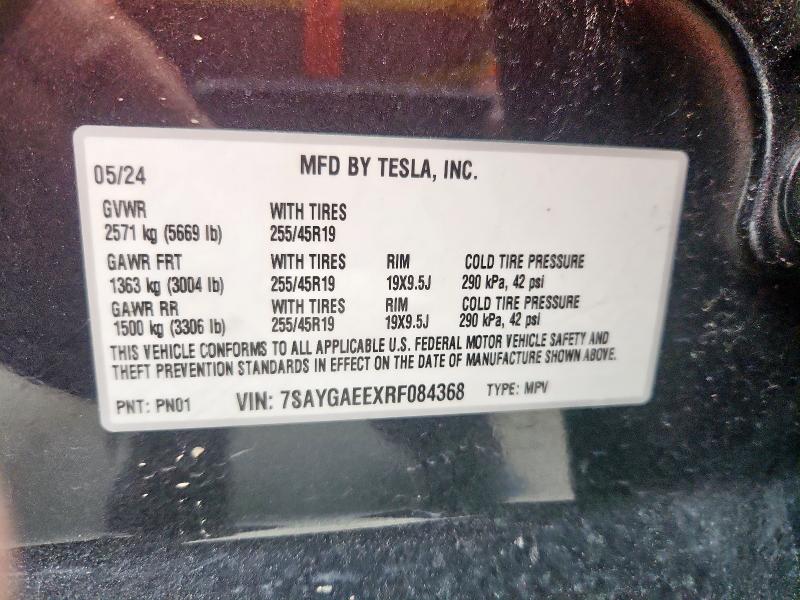 05/24 MFD BY TESLA, INC.
GVWR WITH TIRES
2571 kg (5669 lb) 255/45R19
GAWR FRT WITH TIRES RIM COLD TIRE PRESSURE
1363 kg (3004 lb) 255/45R19 19X9.5J 290 kPa, 42 psi
GAWR RR WITH TIRES RIM COLD TIRE PRESSURE
1500 kg (3306 lb) 255/45R19 19X9.5J 290 kPa, 42 psi
THIS VEHICLE CONFORMS TO ALL APPLICABLE U.S. FEDERAL MOTOR VEHICLE SAFETY AND
THEFT PREVENTION STANDARDS IN EFFECT ON THE DATE OF MANUFACTURE SHOWN ABOVE.
PNT: PN01 VIN: 7SAYGAEEXRF084368 TYPE: MPV